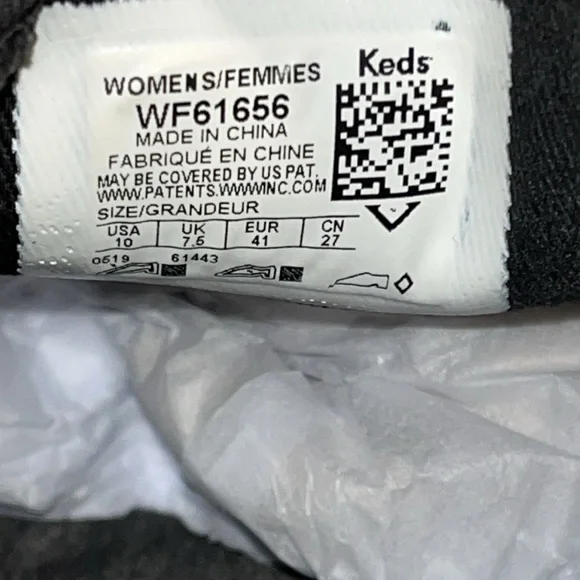 Keds
WOMENS/FEMMES
WF61656
MADE IN CHINA
FABRIQUÉ EN CHINE
MAY BE COVERED BY US PAT.
WWW.PATENTS.WWWINC.COM
SIZE/GRANDEUR
USA UK EUR CN
10 7.5 41 27
0519 61443